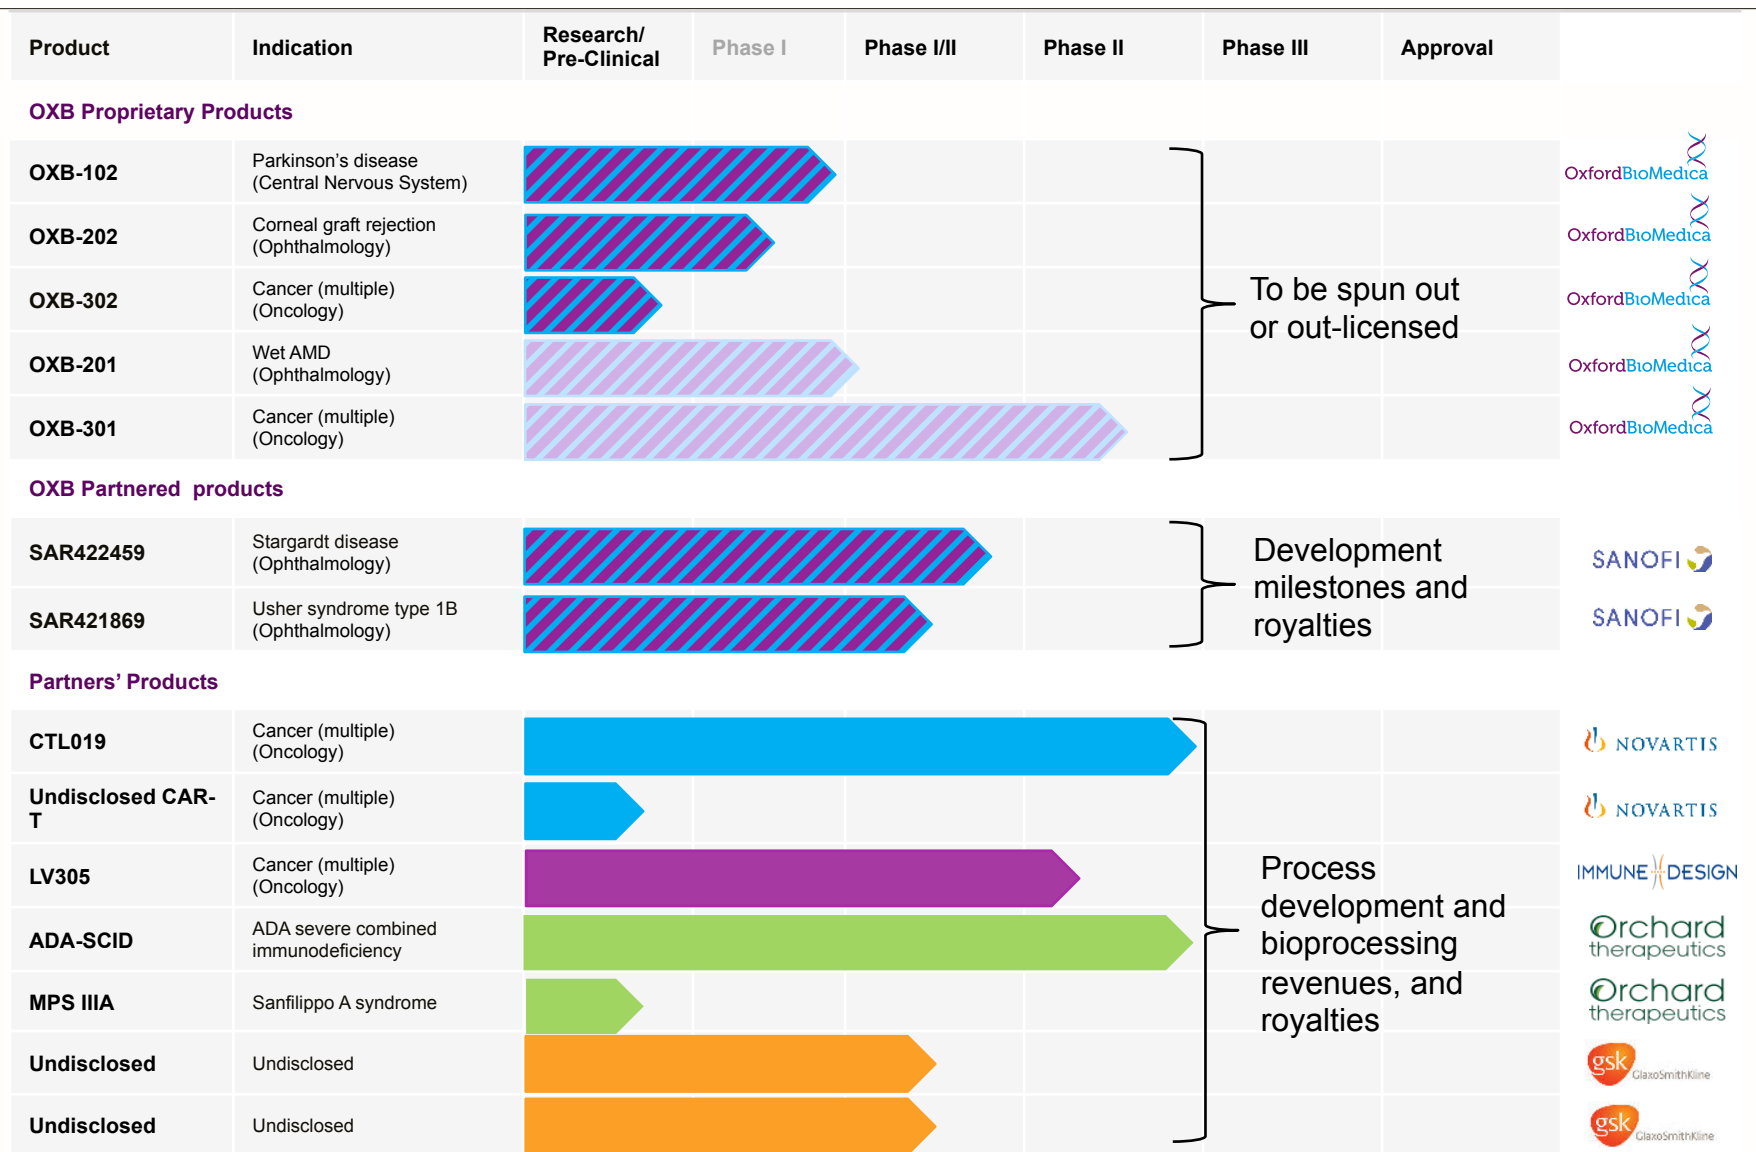 Product
Indication
Research/
Pre-Clinical
Phase I
Phase I/II
Phase II
Phase III
Approval
OXB Proprietary Products
OXB-102
Parkinson's disease
(Central Nervous System)
OxfordBioMedica
OXB-202
Corneal graft rejection
(Ophthalmology)
OxfordBioMedica
OXB-302
Cancer (multiple)
(Oncology)
OxfordBioMedica
OXB-201
Wet AMD
(Ophthalmology)
OxfordBioMedica
OXB-301
Cancer (multiple)
(Oncology)
OxfordBioMedica
To be spun out
or out-licensed
OXB Partnered products
SAR422459
Stargardt disease
(Ophthalmology)
SANOFI
SAR421869
Usher syndrome type 1B
(Ophthalmology)
SANOFI
Development
milestones and
royalties
Partners' Products
CTL019
Cancer (multiple)
(Oncology)
NOVARTIS
Undisclosed CAR-
T
Cancer (multiple)
(Oncology)
NOVARTIS
LV305
Cancer (multiple)
(Oncology)
IMMUNE DESIGN
ADA-SCID
ADA severe combined
immunodeficiency
Orchard
therapeutics
MPS IIIA
Sanfilippo A syndrome
Orchard
therapeutics
Undisclosed
Undisclosed
gsk
GlaxoSmithKline
Undisclosed
Undisclosed
gsk
GlaxoSmithKline
Process
development and
bioprocessing
revenues, and
royalties